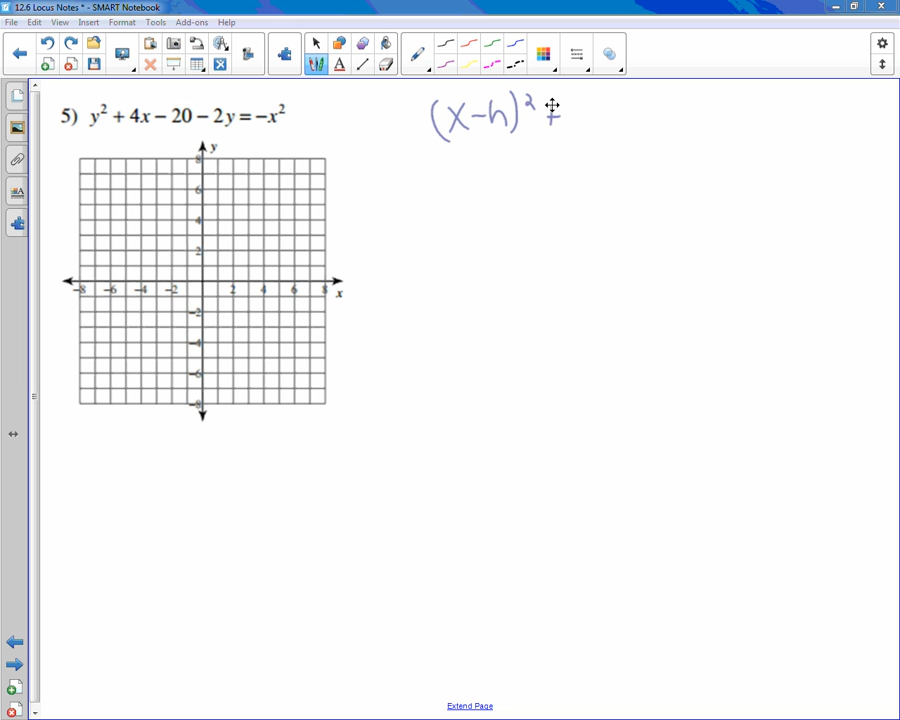 12.6 Locus Notes * - SMART Notebook
File Edit View Insert Format Tools Add-ons Help
5) y² + 4x − 20 − 2y = −x²
(x−h)² +
y
8
6
4
2
−8 −6 −4 −2 2 4 6 8
x
−2
−4
−6
−8
Extend Page